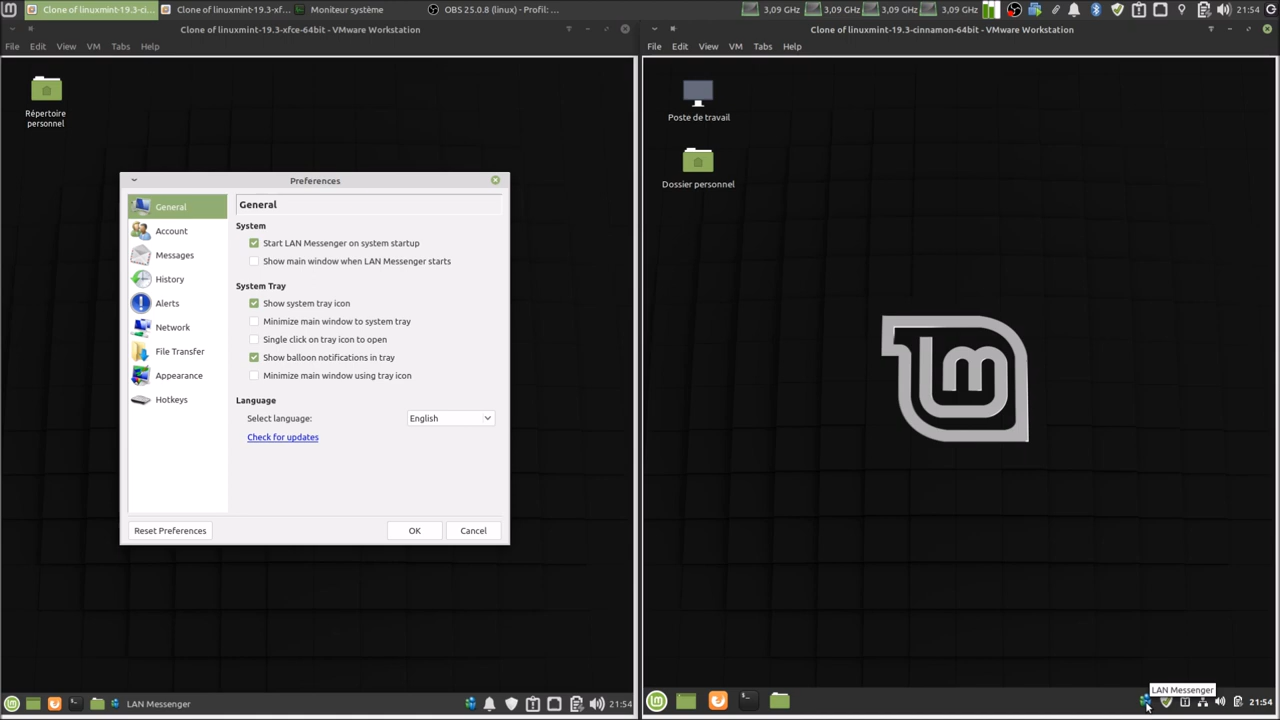 Clone of linuxmint-19.3-ci...
Clone of linuxmint-19.3-xf...
Moniteur système
OBS 25.0.8 (linux) - Profil: ...
3,09 GHz
3,09 GHz
3,09 GHz
3,09 GHz
21:54
Clone of linuxmint-19.3-xfce-64bit - VMware Workstation
File Edit View VM Tabs Help
Répertoire
personnel
Preferences
General
Account
Messages
History
Alerts
Network
File Transfer
Appearance
Hotkeys
General
System
Start LAN Messenger on system startup
Show main window when LAN Messenger starts
System Tray
Show system tray icon
Minimize main window to system tray
Single click on tray icon to open
Show balloon notifications in tray
Minimize main window using tray icon
Language
Select language:
English
Check for updates
Reset Preferences
OK
Cancel
LAN Messenger
21:54
Clone of linuxmint-19.3-cinnamon-64bit - VMware Workstation
File Edit View VM Tabs Help
Poste de travail
Dossier personnel
lm
LAN Messenger
21:54